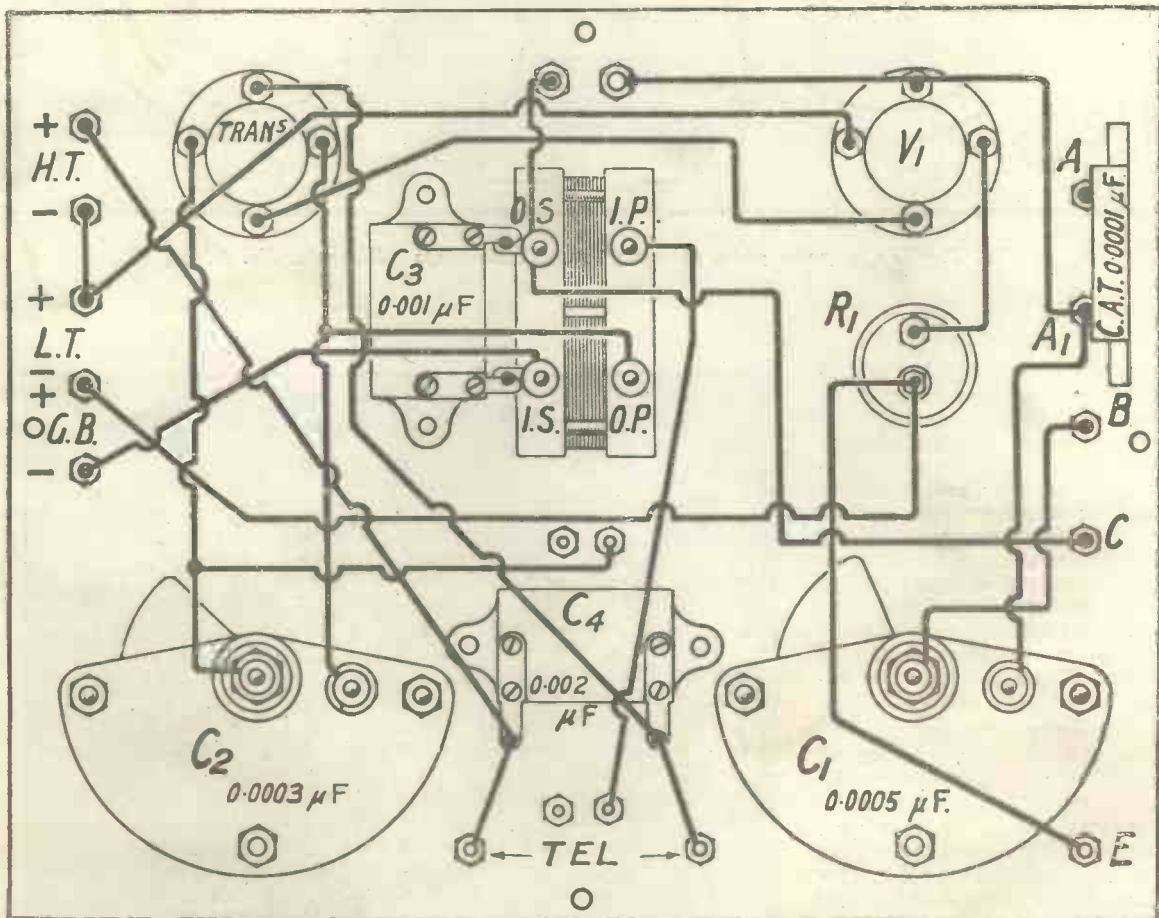 +
H.T.
-
+
L.T.
-
+
G.B.
-
TRANS
C3
0.001 μF
O.S
I.P.
I.S.
O.P.
V1
R1
A
C.A.T. 0.0001 μF.
A1
B
C
E
C4
0.002
μF
C2
0.0003 μF
C1
0.0005 μF.
TEL